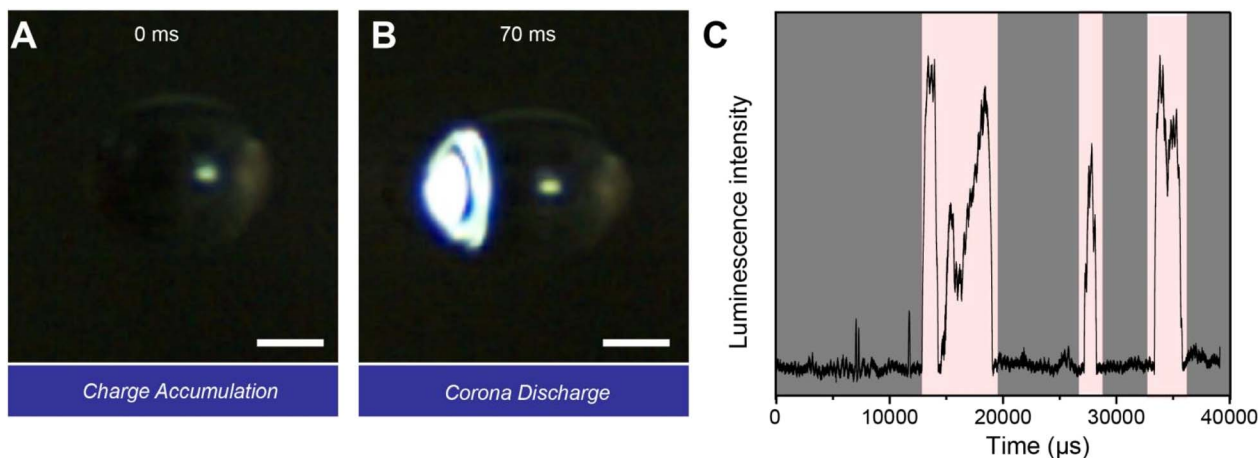 A
0 ms
Charge Accumulation
B
70 ms
Corona Discharge
C
Luminescence intensity
0
10000
20000
30000
40000
Time (µs)